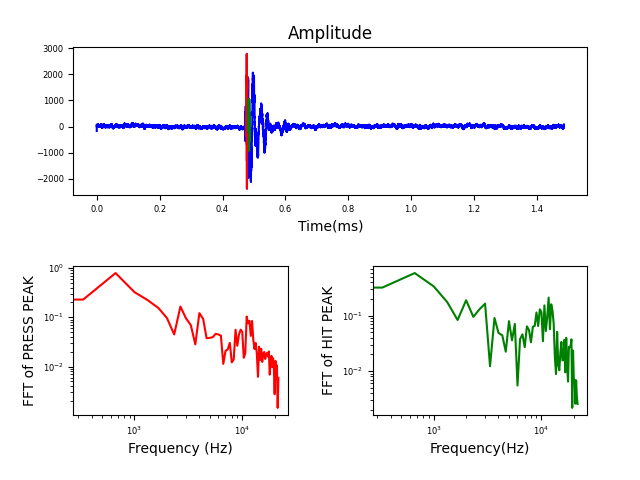 Amplitude
3000
2000
1000
0
−1000
−2000
0.0 0.2 0.4 0.6 0.8 1.0 1.2 1.4
Time(ms)
FFT of PRESS PEAK
10⁰
10⁻¹
10⁻²
10³ 10⁴
Frequency (Hz)
FFT of HIT PEAK
10⁻¹
10⁻²
10³ 10⁴
Frequency(Hz)